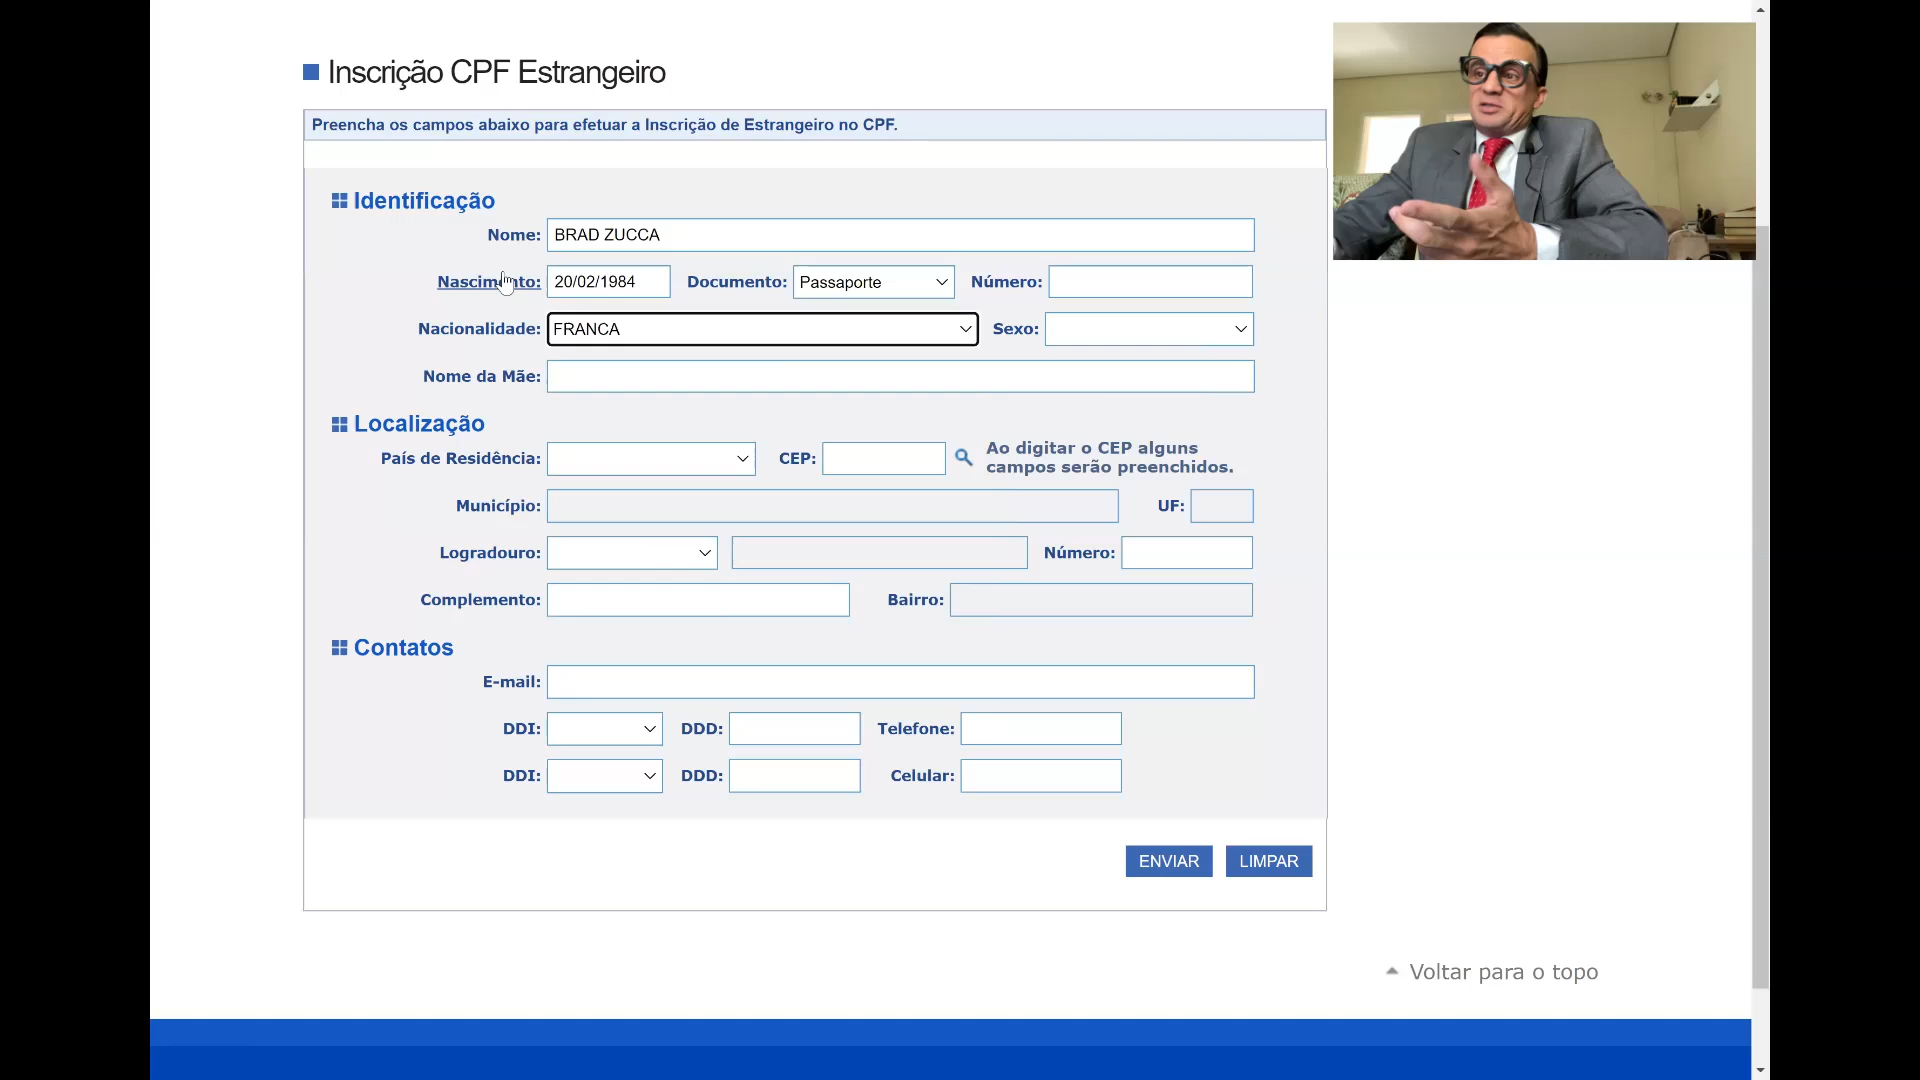 Inscrição CPF Estrangeiro
Preencha os campos abaixo para efetuar a Inscrição de Estrangeiro no CPF.
Identificação
Nome: BRAD ZUCCA
Nascimento: 20/02/1984 Documento: Passaporte Número:
Nacionalidade: FRANCA Sexo:
Nome da Mãe:
Localização
País de Residência: CEP: Ao digitar o CEP alguns
campos serão preenchidos.
Município: UF:
Logradouro: Número:
Complemento: Bairro:
Contatos
E-mail:
DDI: DDD: Telefone:
DDI: DDD: Celular:
ENVIAR LIMPAR
Voltar para o topo